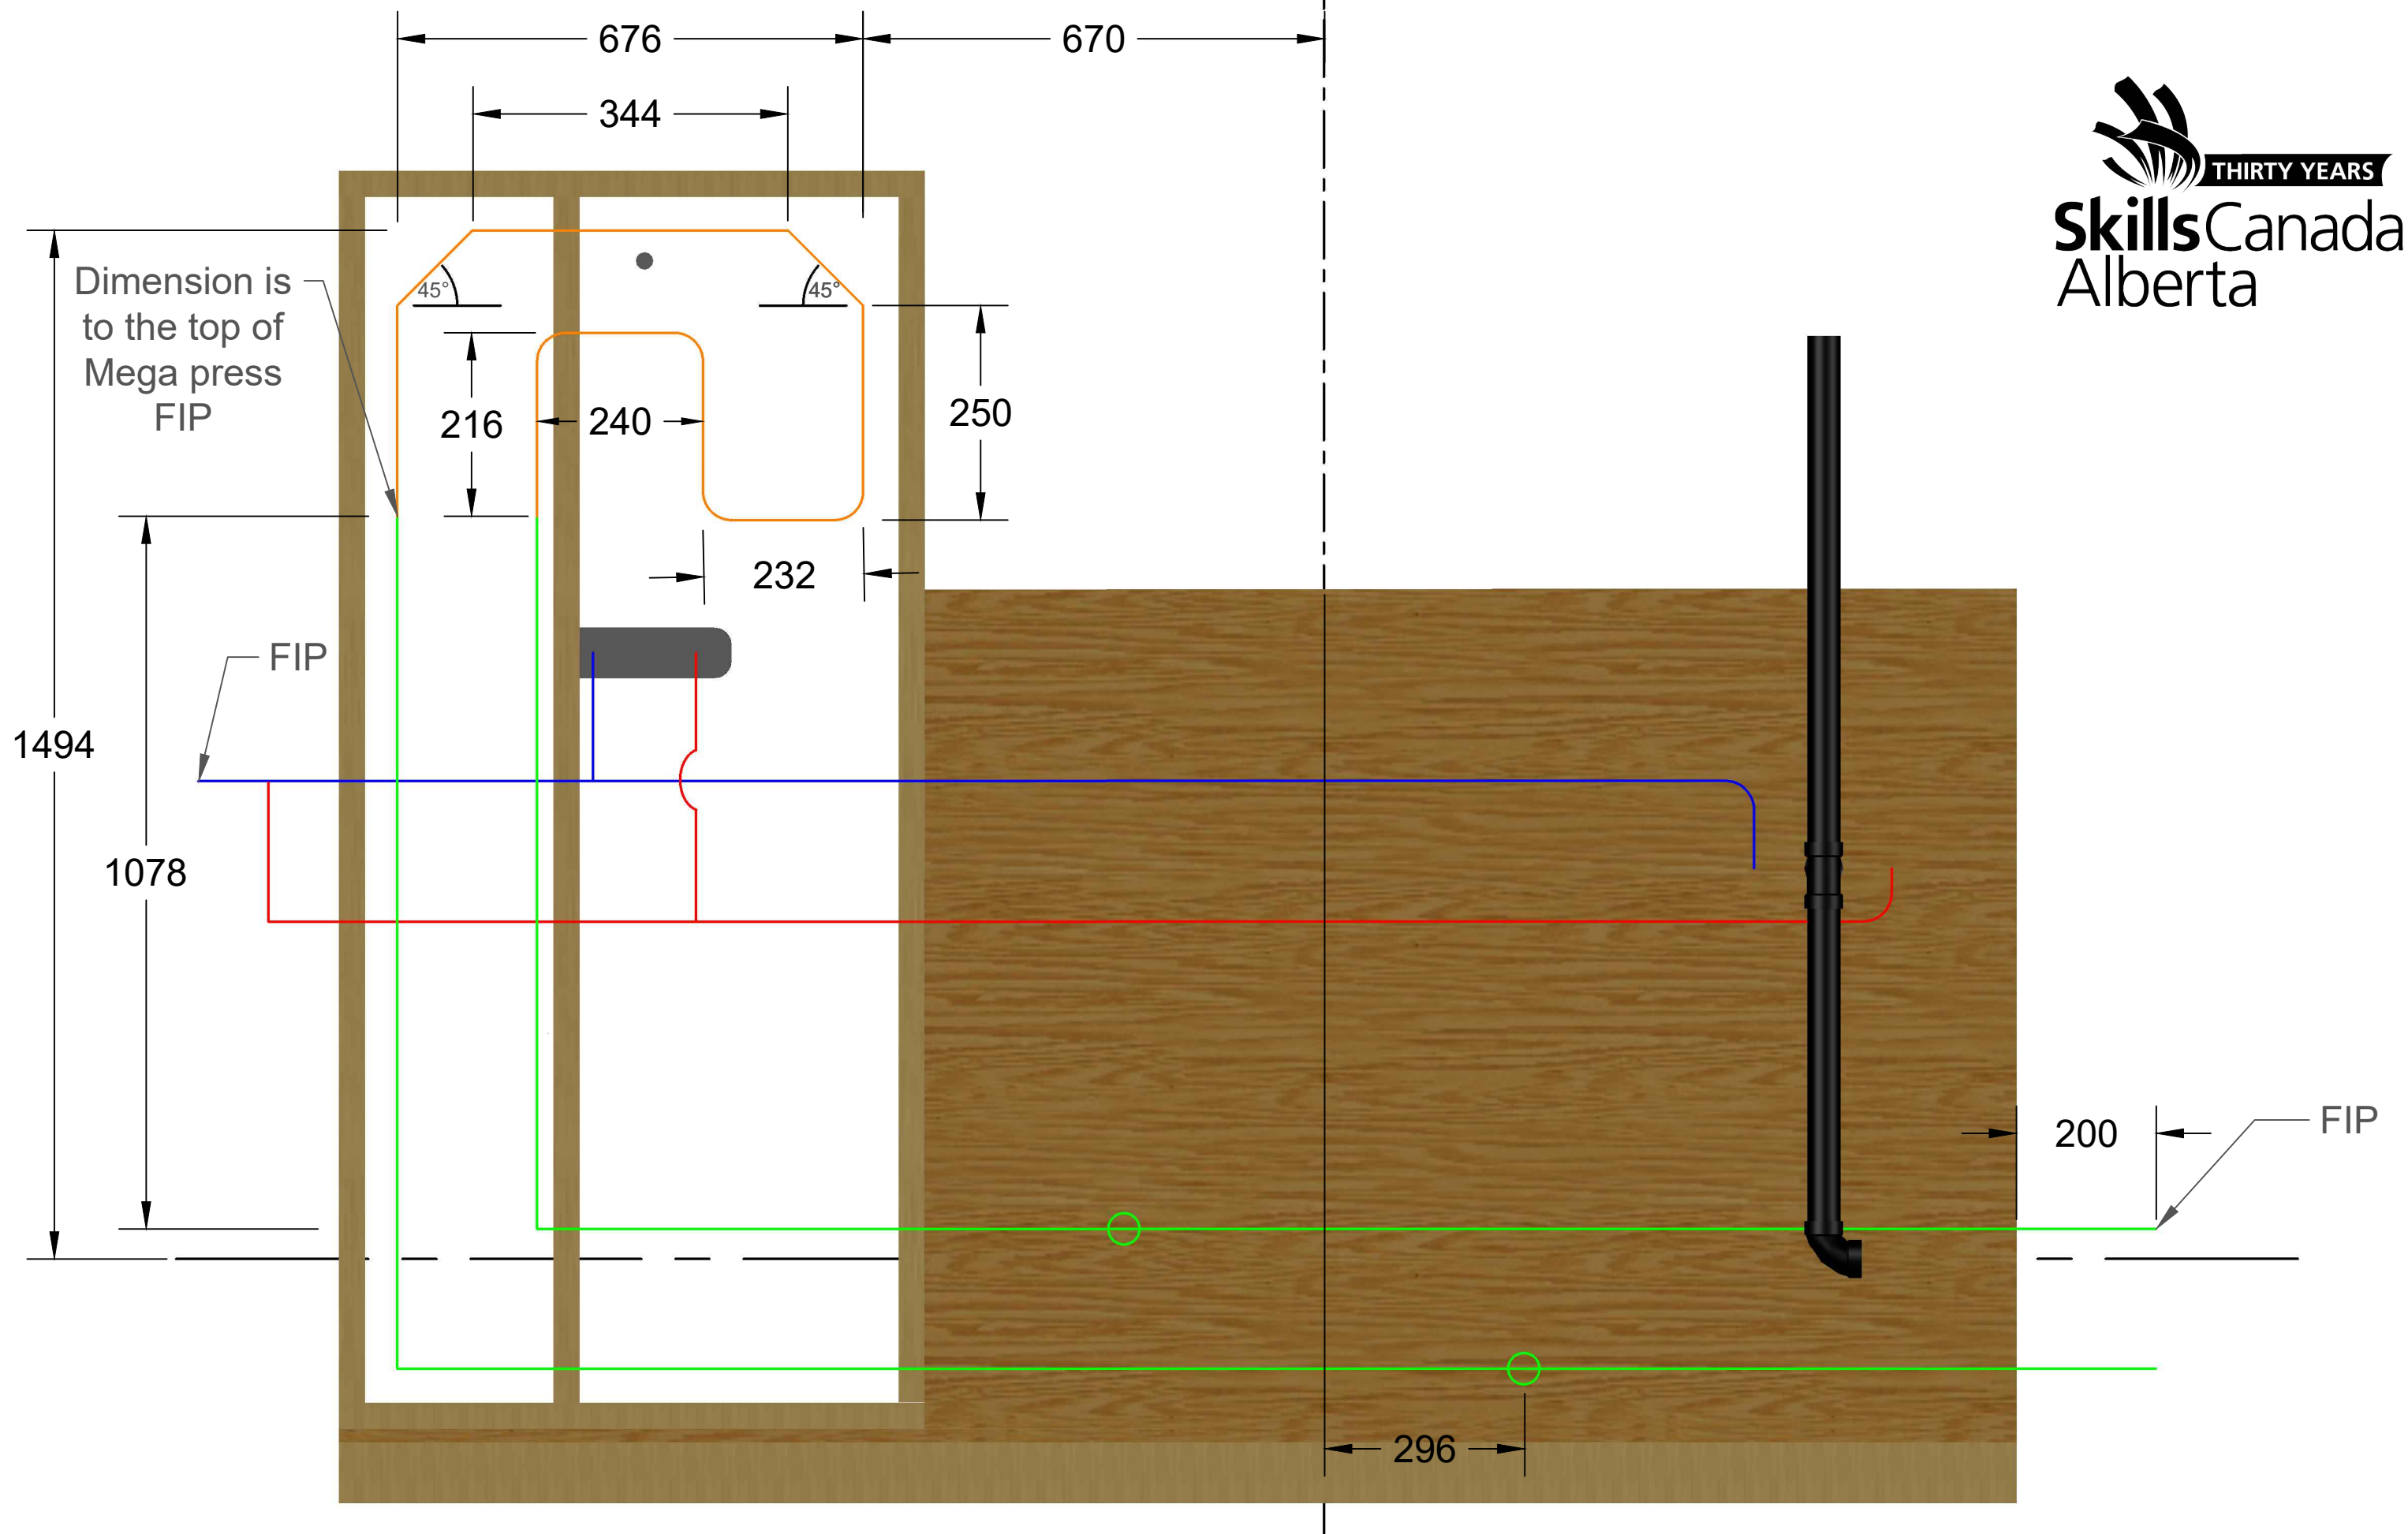 676
670
344
THIRTY YEARS
SkillsCanada
Alberta
Dimension is
to the top of
Mega press
FIP
45°
45°
216
240
250
232
FIP
1494
1078
200
FIP
296